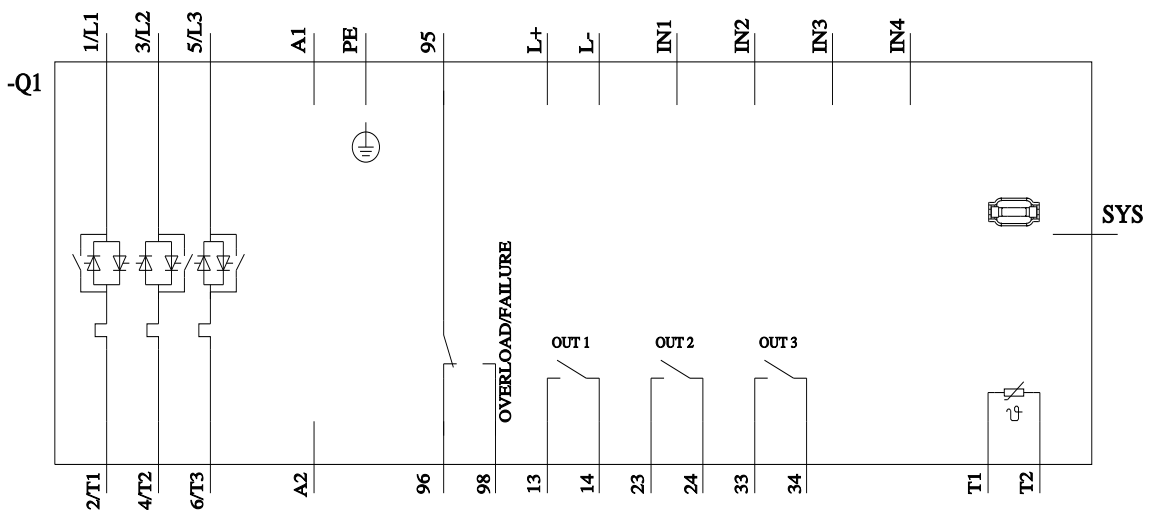 1/L1
3/L2
5/L3
A1
PE
95
L+
L-
IN1
IN2
IN3
IN4
-Q1
SYS
OVERLOAD/FAILURE
OUT 1
OUT 2
OUT 3
ϑ
2/T1
4/T2
6/T3
A2
96
98
13
14
23
24
33
34
T1
T2